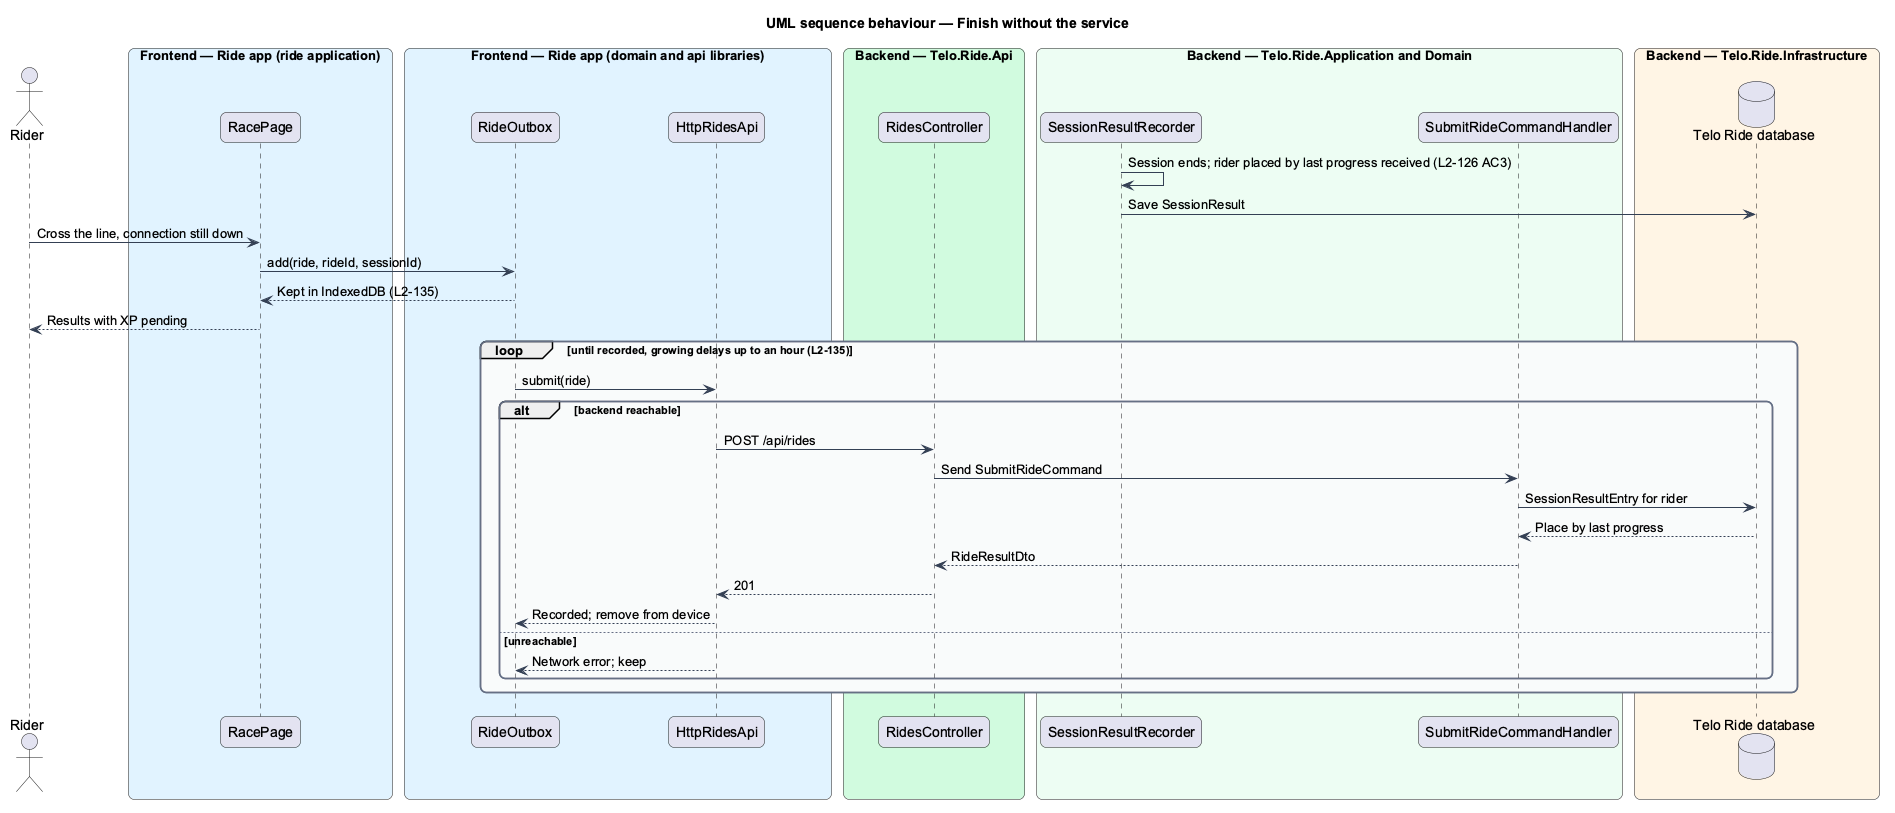 UML sequence behaviour — Finish without the service
Frontend — Ride app (ride application)
Frontend — Ride app (domain and api libraries)
Backend — Telo.Ride.Api
Backend — Telo.Ride.Application and Domain
Backend — Telo.Ride.Infrastructure
Rider
RacePage
RideOutbox
HttpRidesApi
RidesController
SessionResultRecorder
SubmitRideCommandHandler
Telo Ride database
Session ends; rider placed by last progress received (L2-126 AC3)
Save SessionResult
Cross the line, connection still down
add(ride, rideId, sessionId)
Kept in IndexedDB (L2-135)
Results with XP pending
loop
[until recorded, growing delays up to an hour (L2-135)]
submit(ride)
alt
[backend reachable]
POST /api/rides
Send SubmitRideCommand
SessionResultEntry for rider
Place by last progress
RideResultDto
201
Recorded; remove from device
[unreachable]
Network error; keep
Rider
RacePage
RideOutbox
HttpRidesApi
RidesController
SessionResultRecorder
SubmitRideCommandHandler
Telo Ride database